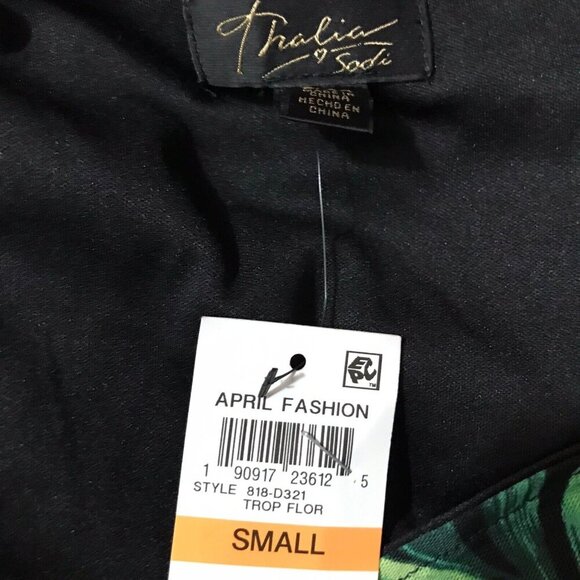 Thalia
Sodi
MADE IN
CHINA
HECHO EN
CHINA
EPC™
APRIL FASHION
1 90917 23612 5
STYLE 818-D321
TROP FLOR
SMALL